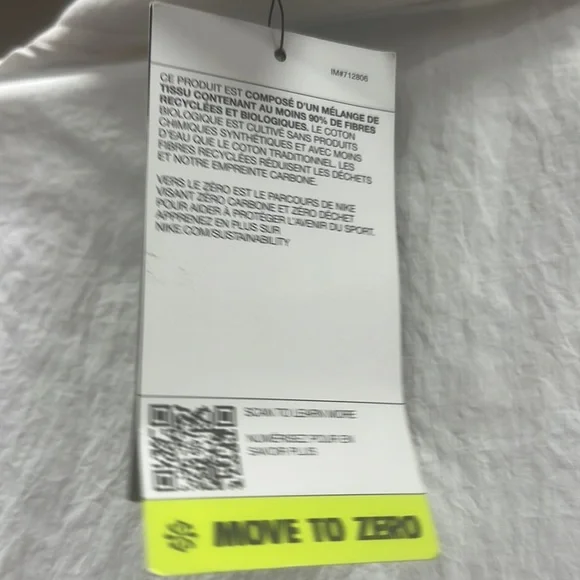 IM#712806
CE PRODUIT EST COMPOSÉ D'UN MÉLANGE DE
TISSU CONTENANT AU MOINS 90% DE FIBRES
RECYCLÉES ET BIOLOGIQUES. LE COTON
BIOLOGIQUE EST CULTIVÉ SANS PRODUITS
CHIMIQUES SYNTHÉTIQUES ET AVEC MOINS
D'EAU QUE LE COTON TRADITIONNEL. LES
FIBRES RECYCLÉES RÉDUISENT LES DÉCHETS
ET NOTRE EMPREINTE CARBONE.
VERS LE ZÉRO EST LE PARCOURS DE NIKE
VISANT ZÉRO CARBONE ET ZÉRO DÉCHET
POUR AIDER À PROTÉGER L'AVENIR DU SPORT.
APPRENEZ EN PLUS SUR
NIKE.COM/SUSTAINABILITY
SCAN TO LEARN MORE
NUMÉRISEZ POUR EN
SAVOIR PLUS
MOVE TO ZERO